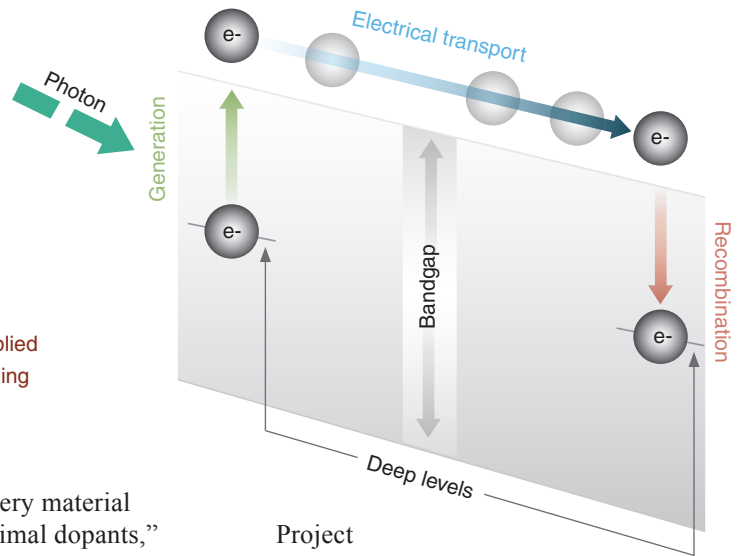 e-
Electrical transport
Photon
Generation
e-
e-
Bandgap
Recombination
e-
plied
ing
Deep levels
ery material
imal dopants,”
Project